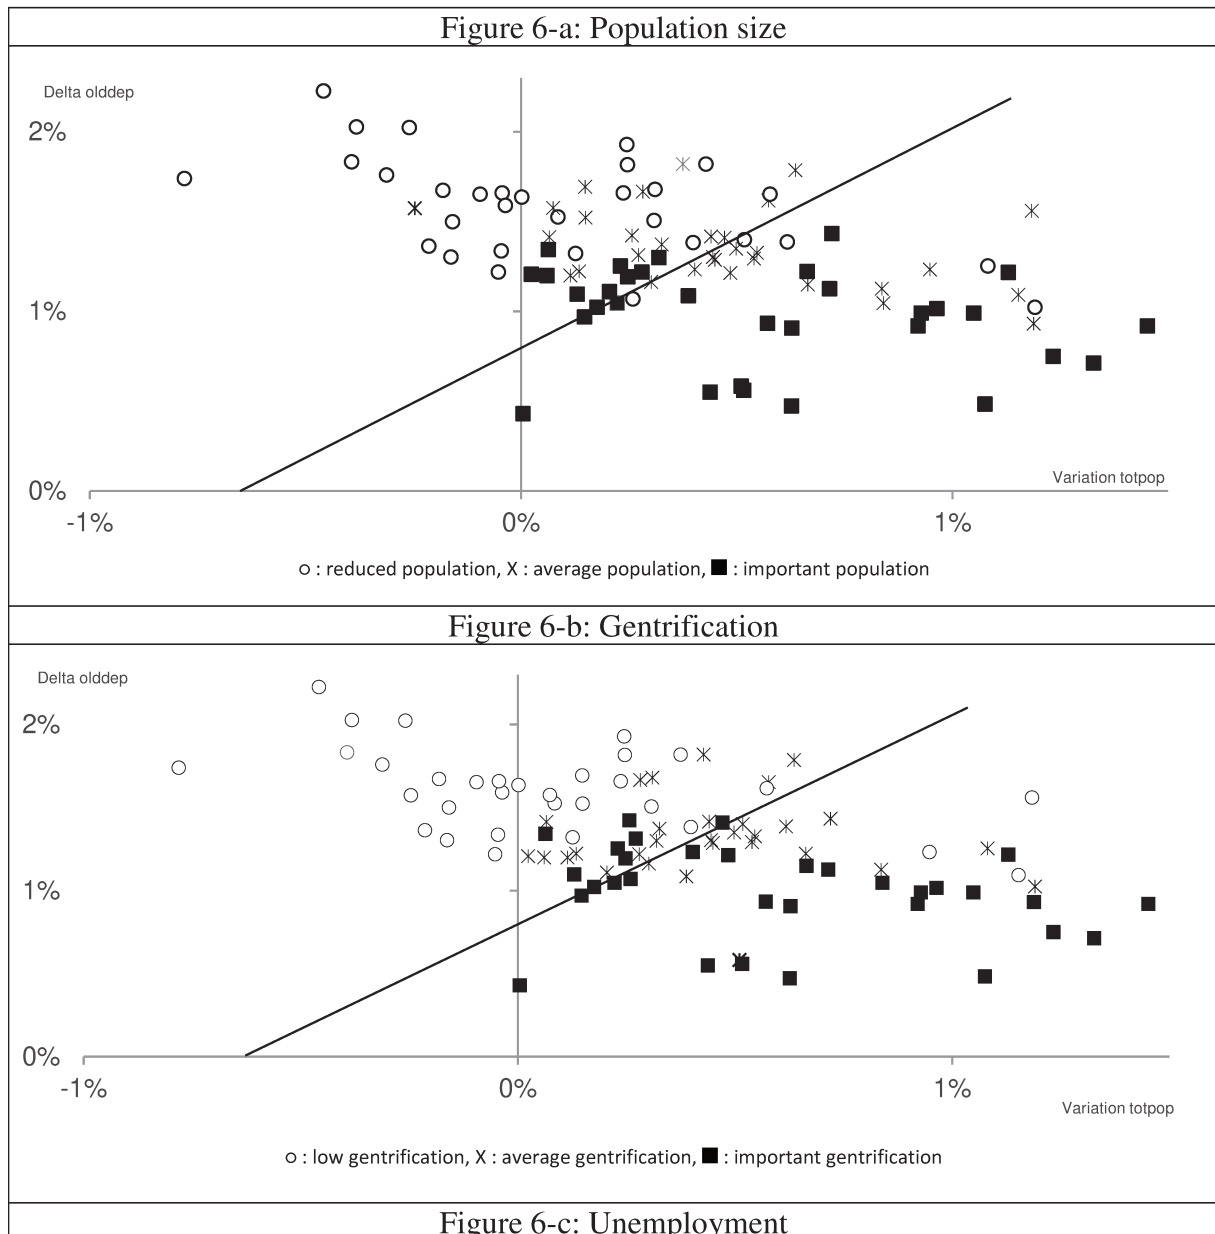 Figure 6-a: Population size
Delta olddep
2%
1%
0%
Variation totpop
-1%
0%
1%
: reduced population, X : average population, ■ : important population
Figure 6-b: Gentrification
Delta olddep
2%
1%
0%
-1%
0%
1%
Variation totpop
: low gentrification, X : average gentrification, ■ : important gentrification
Figure 6-c: Unemployment